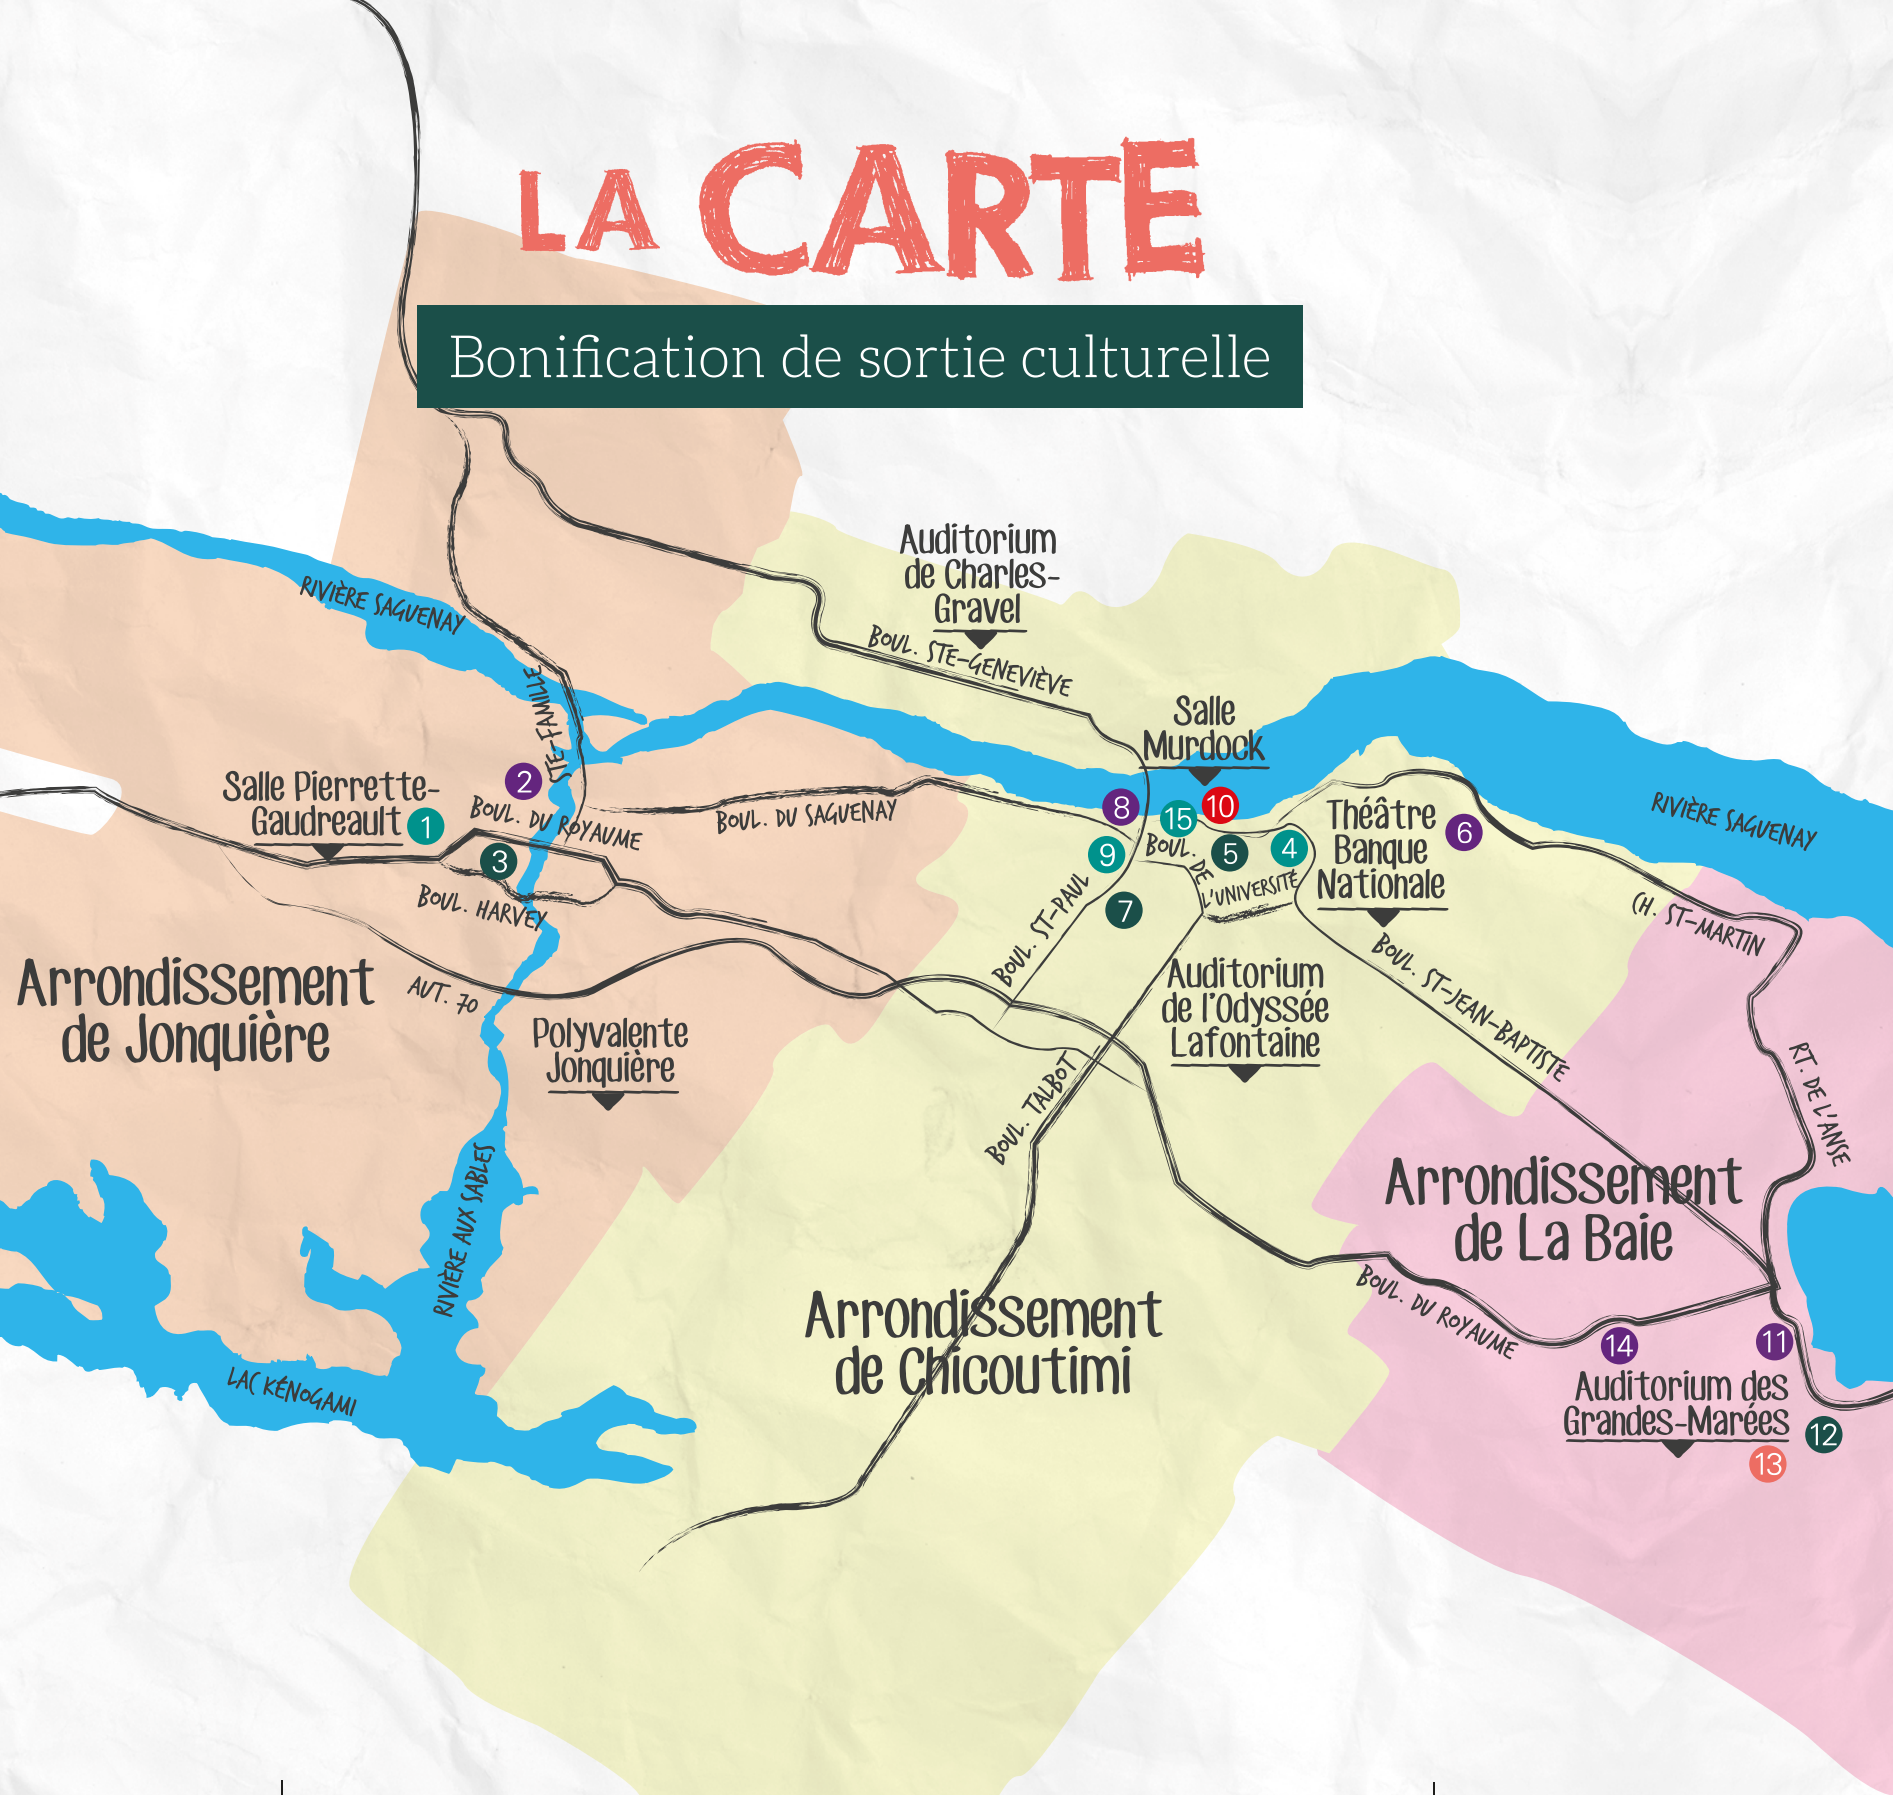 LA CARTE
Bonification de sortie culturelle
Auditorium
de Charles-
Gravel
RIVIÈRE SAGUENAY
BOUL. STE-GENEVIÈVE
STE-FAMILLE
Salle
Murdock
Salle Pierrette-
Gaudreault
1
2
3
BOUL. DU ROYAUME
BOUL. DU SAGUENAY
BOUL. HARVEY
8
15
10
9
BOUL. DE L'UNIVERSITÉ
5
4
7
Théâtre
Banque
Nationale
6
RIVIÈRE SAGUENAY
CH. ST-MARTIN
BOUL. ST-PAUL
BOUL. ST-JEAN-BAPTISTE
Arrondissement
de Jonquière
AUT. 70
Polyvalente
Jonquière
Auditorium
de l'Odyssée
Lafontaine
BOUL. TALBOT
RT. DE L'ANSE
RIVIÈRE AUX SABLES
Arrondissement
de La Baie
BOUL. DU ROYAUME
Arrondissement
de Chicoutimi
LAC KÉNOGAMI
14
11
Auditorium des
Grandes-Marées
12
13